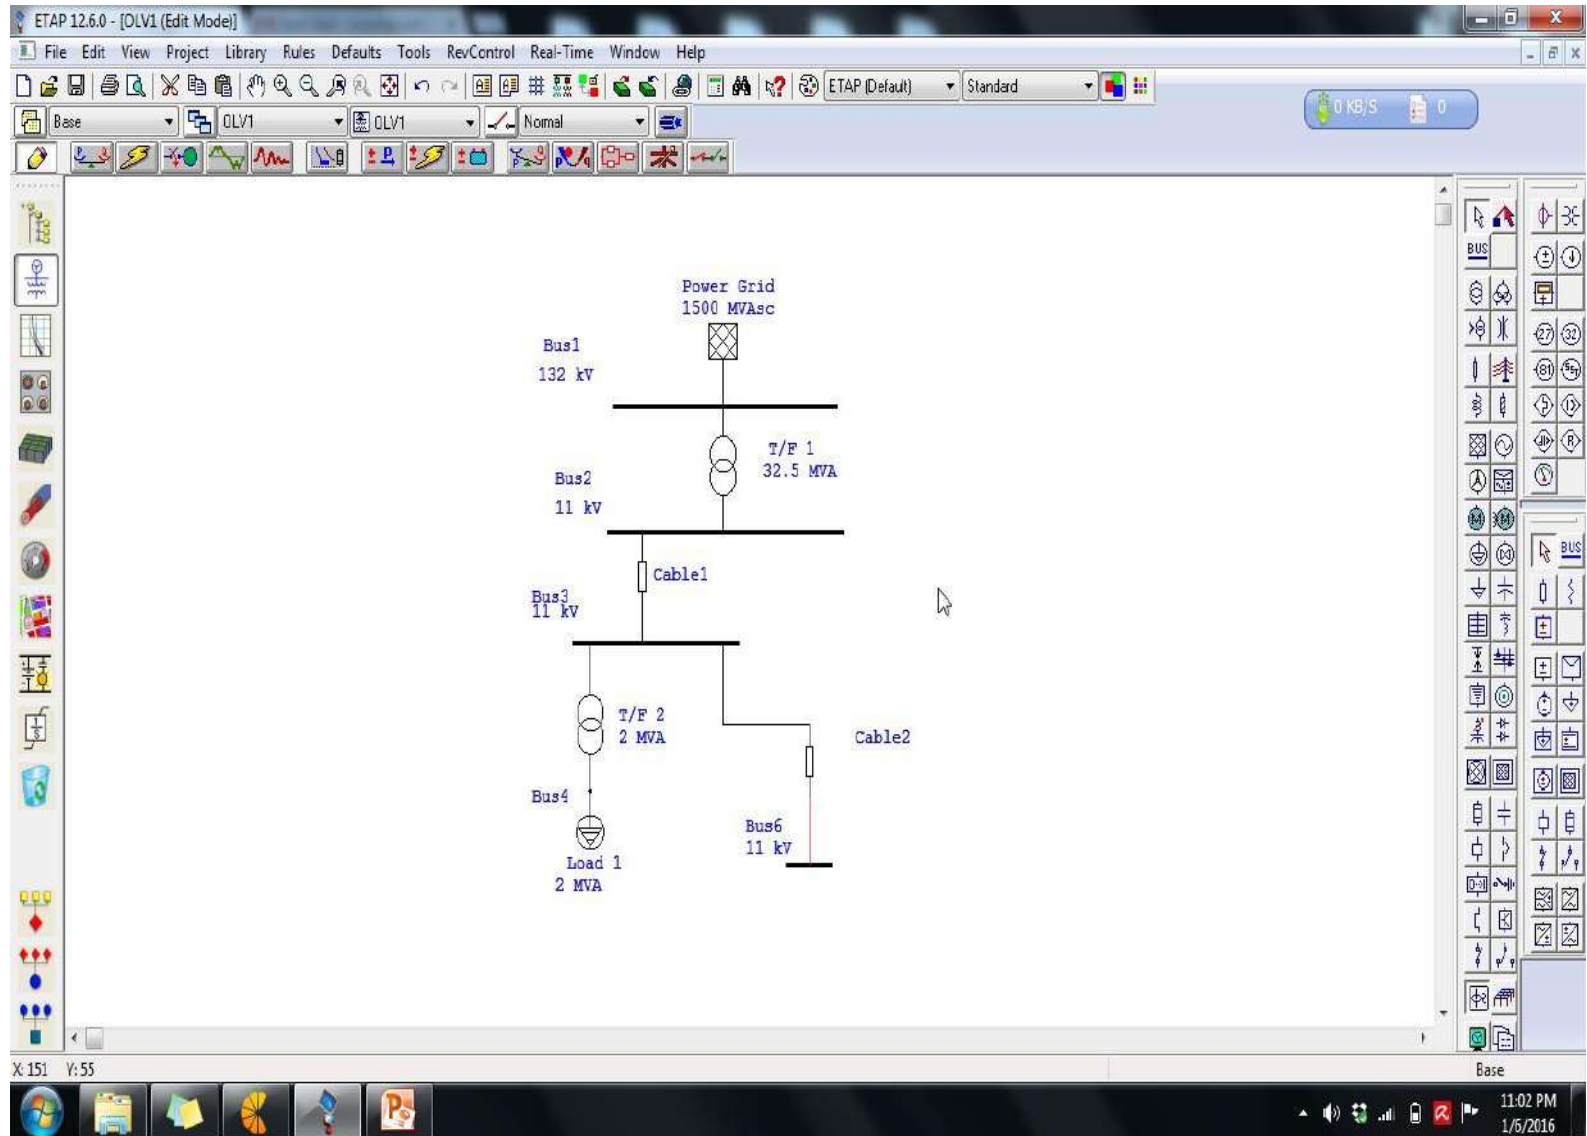 ETAP 12.6.0 - [OLV1 (Edit Mode)]
File Edit View Project Library Rules Defaults Tools RevControl Real-Time Window Help
ETAP (Default) Standard
0 KB/S 0
Base OLV1 OLV1 Normal
Power Grid
1500 MVAsc
Bus1
132 kV
T/F 1
32.5 MVA
Bus2
11 kV
Cable1
Bus3
11 kV
T/F 2
2 MVA
Cable2
Bus4
Bus6
11 kV
Load 1
2 MVA
BUS
BUS
X: 151 Y: 55
Base
11:02 PM
1/6/2016